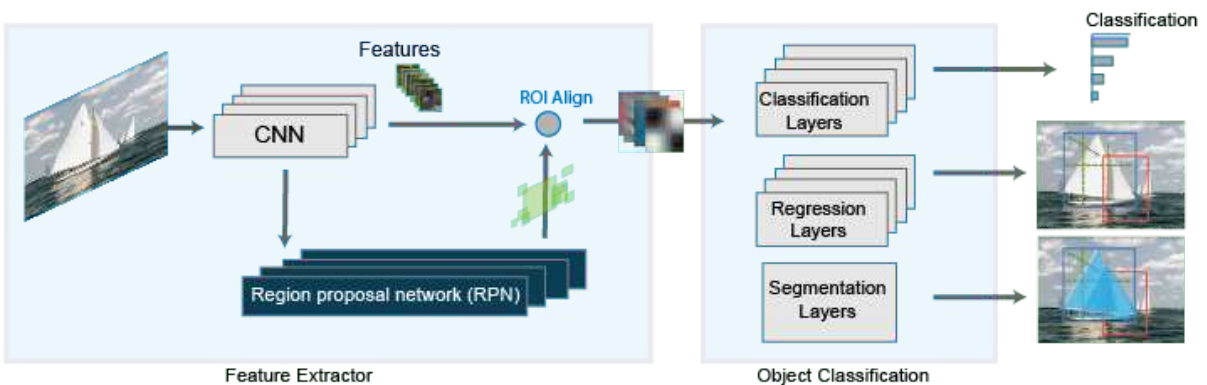 Classification
Features
ROI Align
CNN
Classification
Layers
Regression
Layers
Region proposal network (RPN)
Segmentation
Layers
Feature Extractor
Object Classification